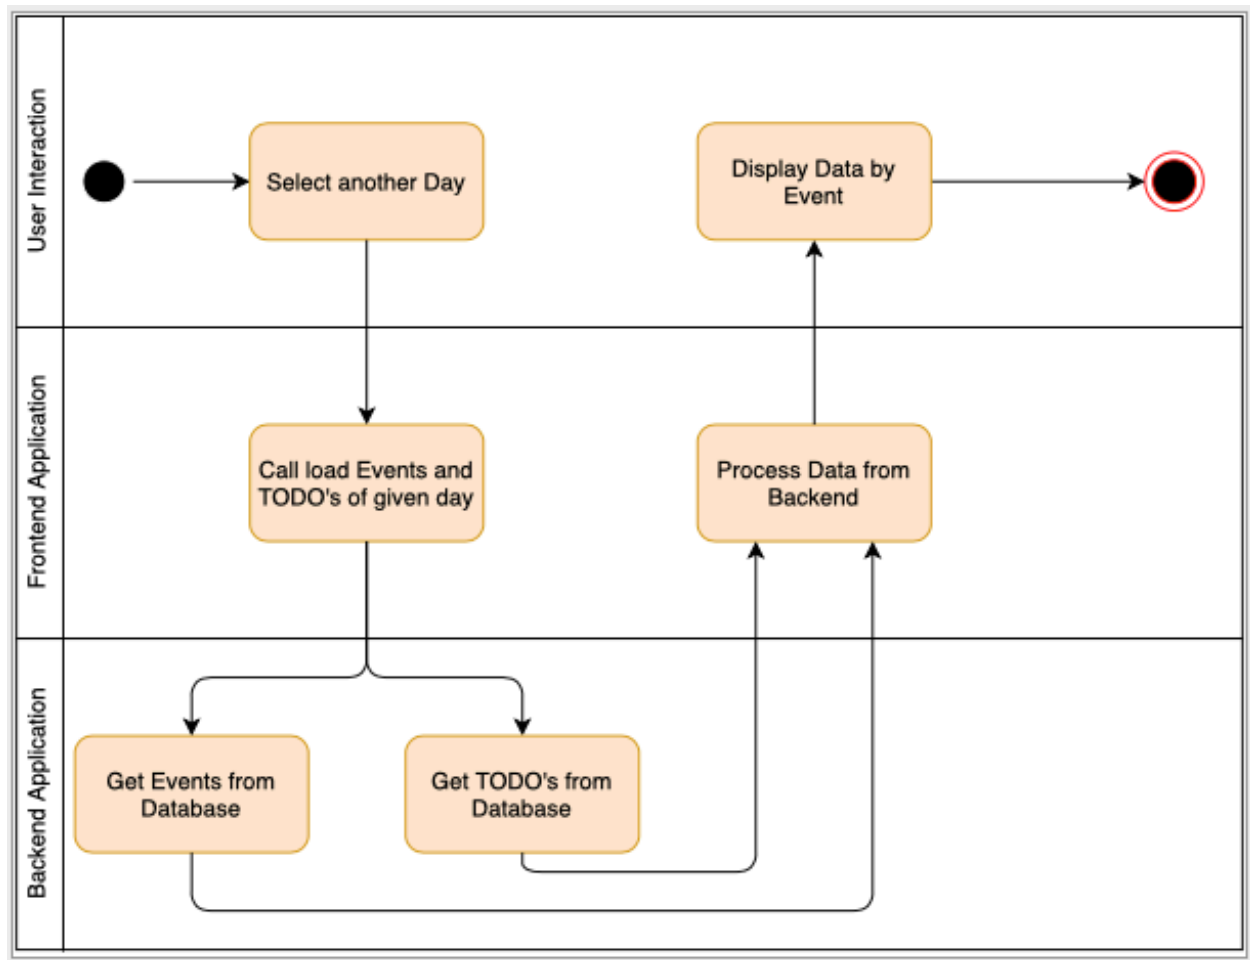 User Interaction
Select another Day
Display Data by
Event
Frontend Application
Call load Events and
TODO's of given day
Process Data from
Backend
Backend Application
Get Events from
Database
Get TODO's from
Database